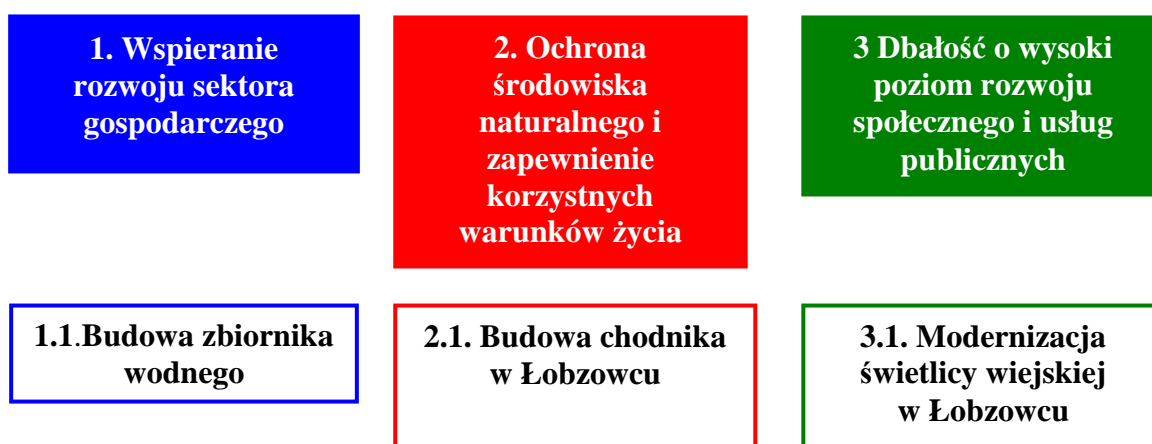 1. Wspieranie
rozwoju sektora
gospodarczego
2. Ochrona
środowiska
naturalnego i
zapewnienie
korzystnych
warunków życia
3 Dbałość o wysoki
poziom rozwoju
społecznego i usług
publicznych
1.1.Budowa zbiornika
wodnego
2.1. Budowa chodnika
w Łobzowcu
3.1. Modernizacja
świetlicy wiejskiej
w Łobzowcu